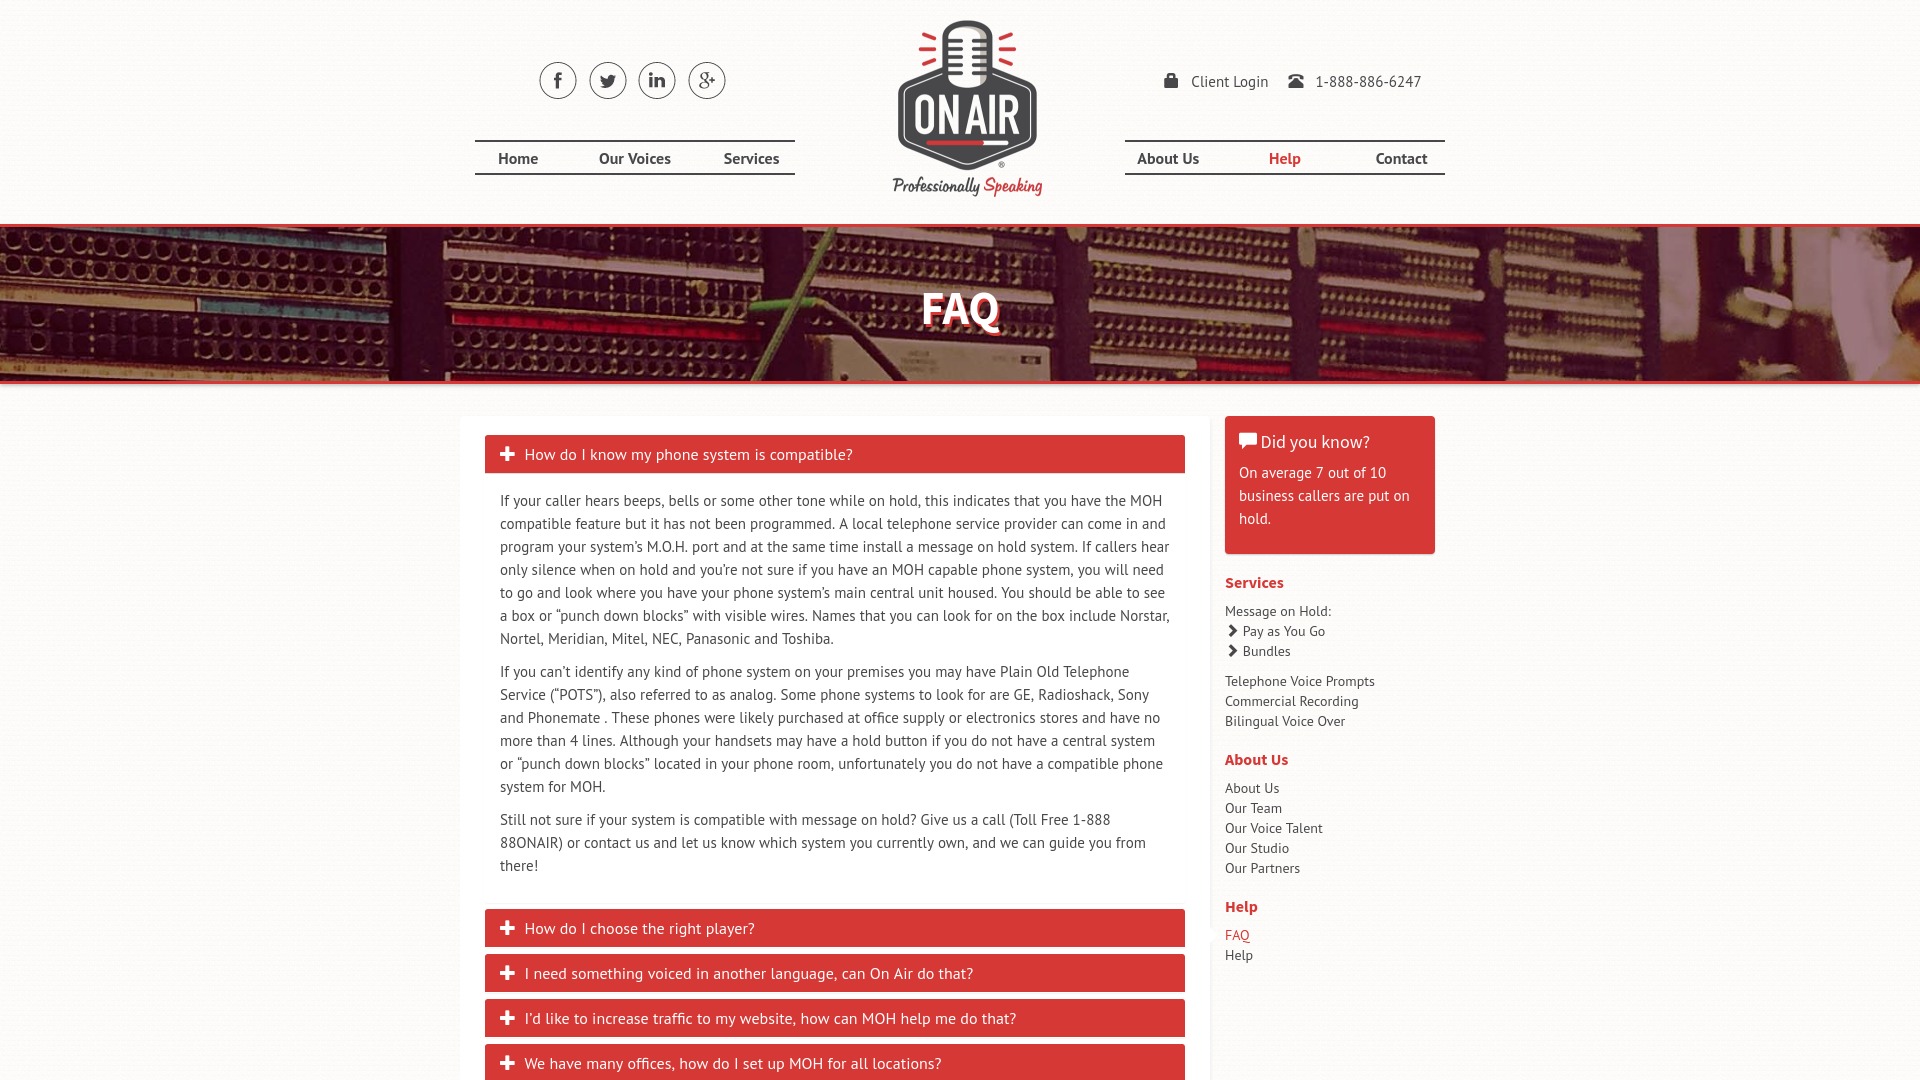 Client Login
1-888-886-6247
ON AIR
®
Professionally Speaking
Home
Our Voices
Services
About Us
Help
Contact
FAQ
How do I know my phone system is compatible?
If your caller hears beeps, bells or some other tone while on hold, this indicates that you have the MOH
compatible feature but it has not been programmed. A local telephone service provider can come in and
program your system’s M.O.H. port and at the same time install a message on hold system. If callers hear
only silence when on hold and you’re not sure if you have an MOH capable phone system, you will need
to go and look where you have your phone system’s main central unit housed. You should be able to see
a box or “punch down blocks” with visible wires. Names that you can look for on the box include Norstar,
Nortel, Meridian, Mitel, NEC, Panasonic and Toshiba.
If you can’t identify any kind of phone system on your premises you may have Plain Old Telephone
Service (“POTS”), also referred to as analog. Some phone systems to look for are GE, Radioshack, Sony
and Phonemate . These phones were likely purchased at office supply or electronics stores and have no
more than 4 lines. Although your handsets may have a hold button if you do not have a central system
or “punch down blocks” located in your phone room, unfortunately you do not have a compatible phone
system for MOH.
Still not sure if your system is compatible with message on hold? Give us a call (Toll Free 1-888
88ONAIR) or contact us and let us know which system you currently own, and we can guide you from
there!
How do I choose the right player?
I need something voiced in another language, can On Air do that?
I’d like to increase traffic to my website, how can MOH help me do that?
We have many offices, how do I set up MOH for all locations?
Did you know?
On average 7 out of 10
business callers are put on
hold.
Services
Message on Hold:
Pay as You Go
Bundles
Telephone Voice Prompts
Commercial Recording
Bilingual Voice Over
About Us
About Us
Our Team
Our Voice Talent
Our Studio
Our Partners
Help
FAQ
Help